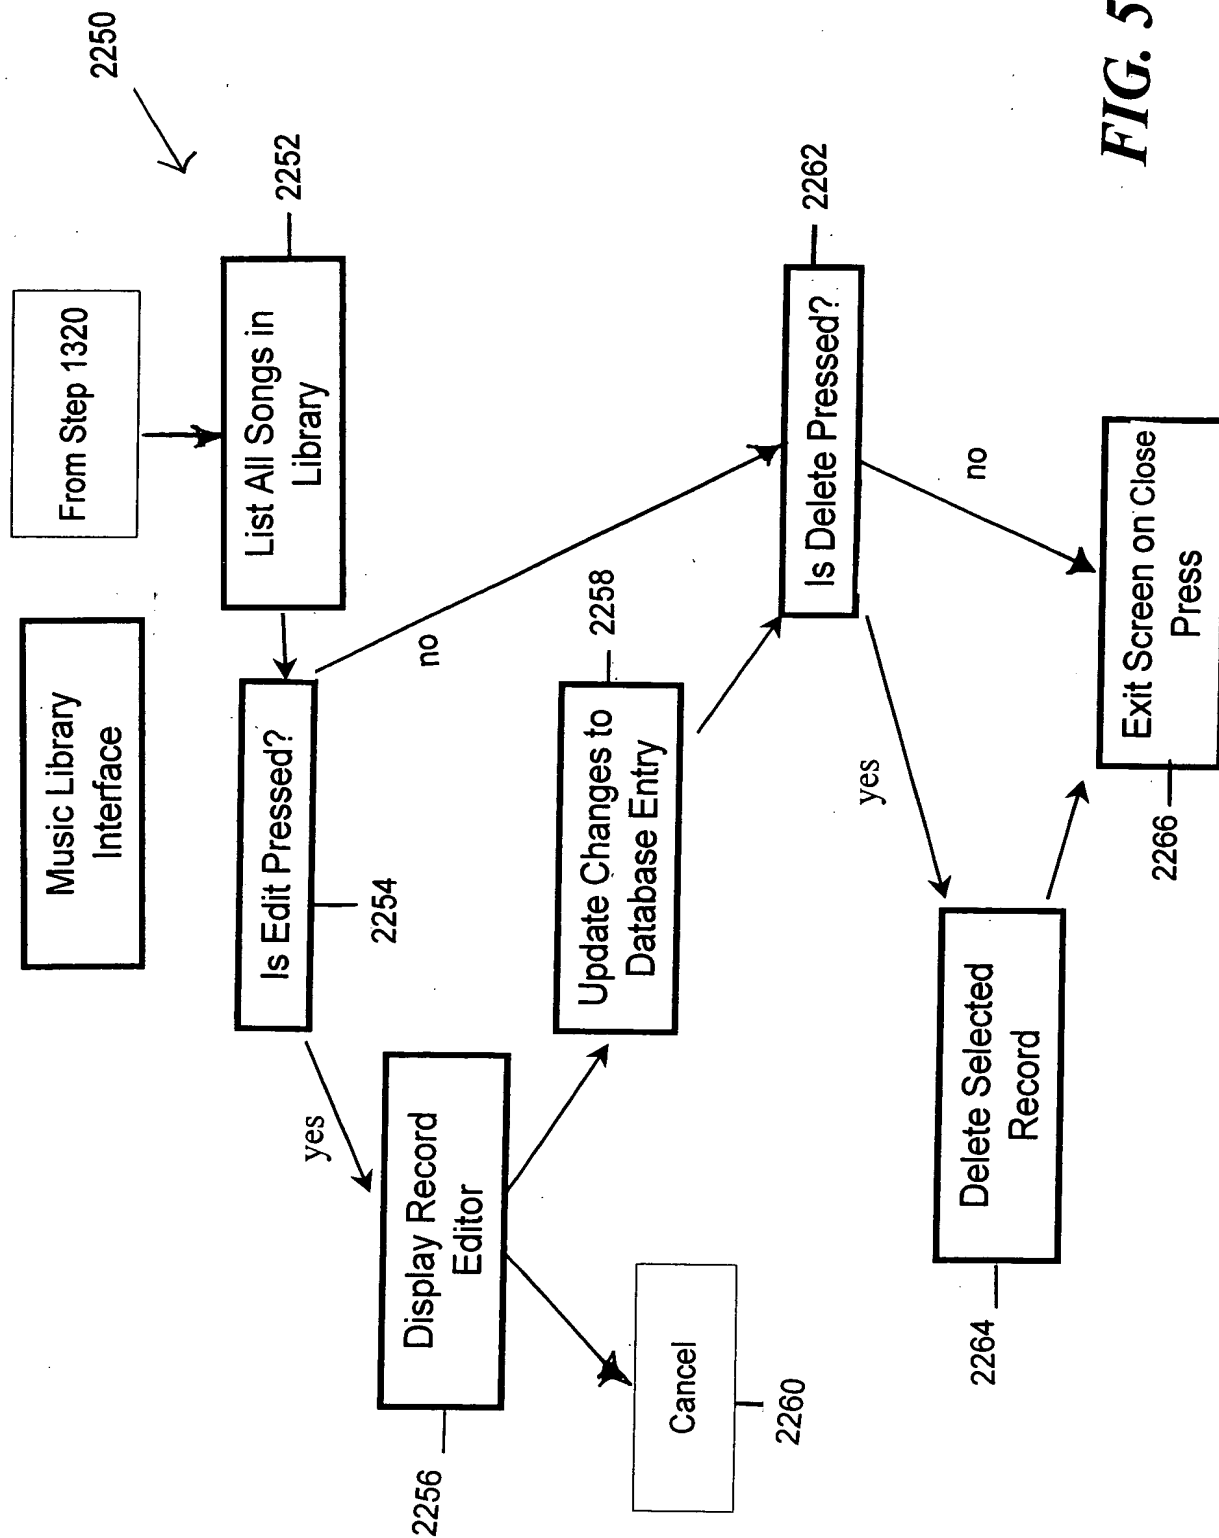 Music Library
Interface
From Step 1320
2250
List All Songs in
Library
2252
Is Edit Pressed?
2254
yes
no
Display Record
Editor
2256
Update Changes to
Database Entry
2258
Cancel
2260
Is Delete Pressed?
2262
yes
no
Delete Selected
Record
2264
Exit Screen on Close
Press
2266
FIG. 5